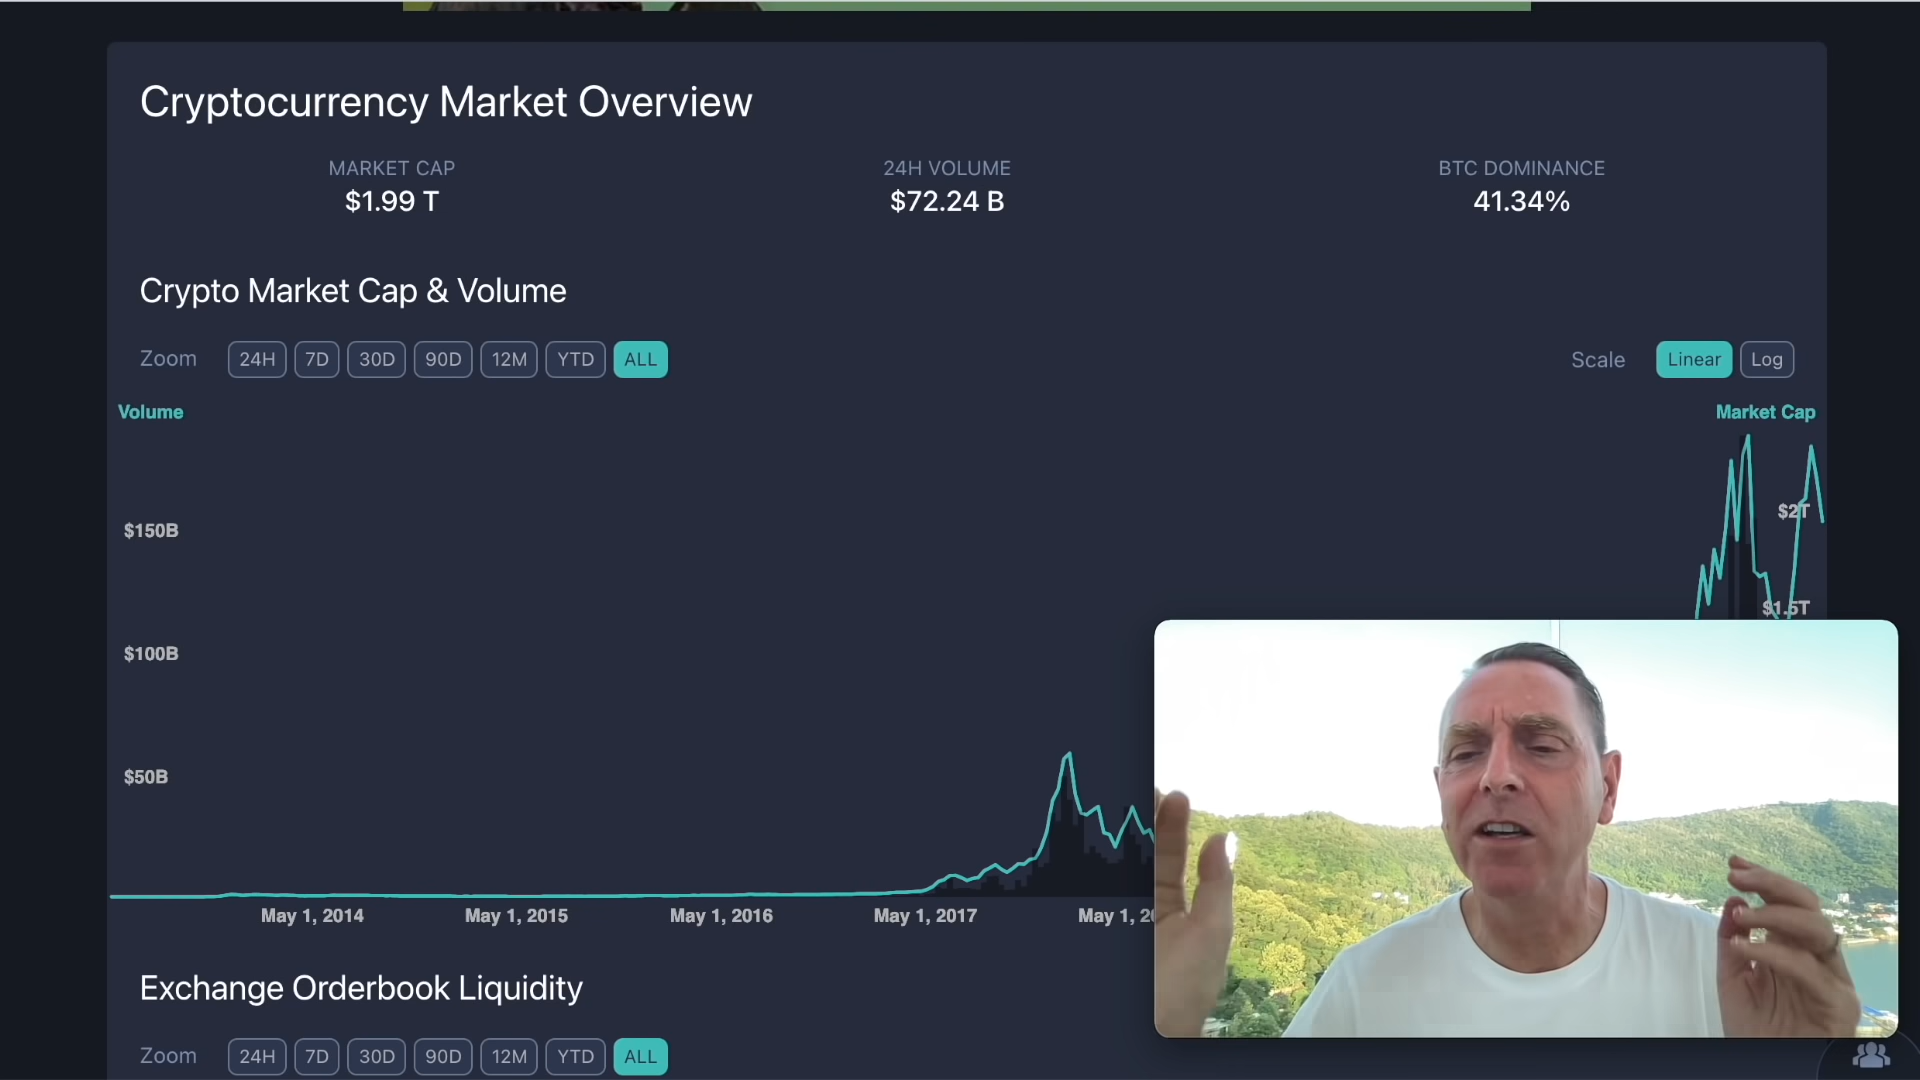 Cryptocurrency Market Overview
MARKET CAP
$1.99 T
24H VOLUME
$72.24 B
BTC DOMINANCE
41.34%
Crypto Market Cap & Volume
Zoom 24H 7D 30D 90D 12M YTD ALL
Scale Linear Log
Volume
Market Cap
$150B
$100B
$50B
$2T
$1.5T
May 1, 2014 May 1, 2015 May 1, 2016 May 1, 2017 May 1, 20
Exchange Orderbook Liquidity
Zoom 24H 7D 30D 90D 12M YTD ALL